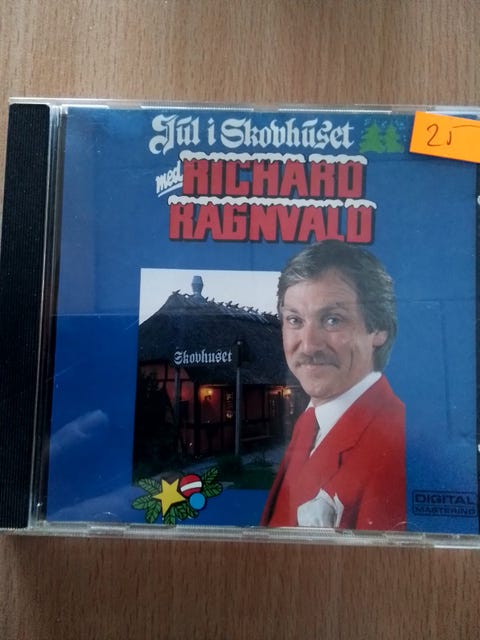 Jul i Skovhuset
25
med RICHARD
RAGNVALD
Skovhuset
DIGITAL
MASTERING